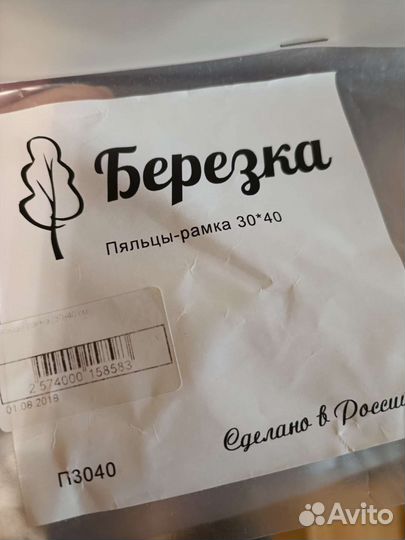 Березка
Пяльцы-рамка 30*40
2 574000 158583
01.08.2018
П3040
Сделано в Росси
Avito